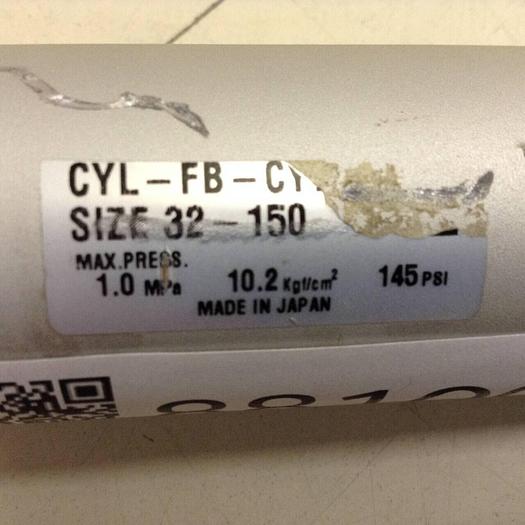 CYL-FB-CY
SIZE 32-150
MAX.PRESS.
1.0 MPa 10.2 Kgf/cm² 145 PSI
MADE IN JAPAN